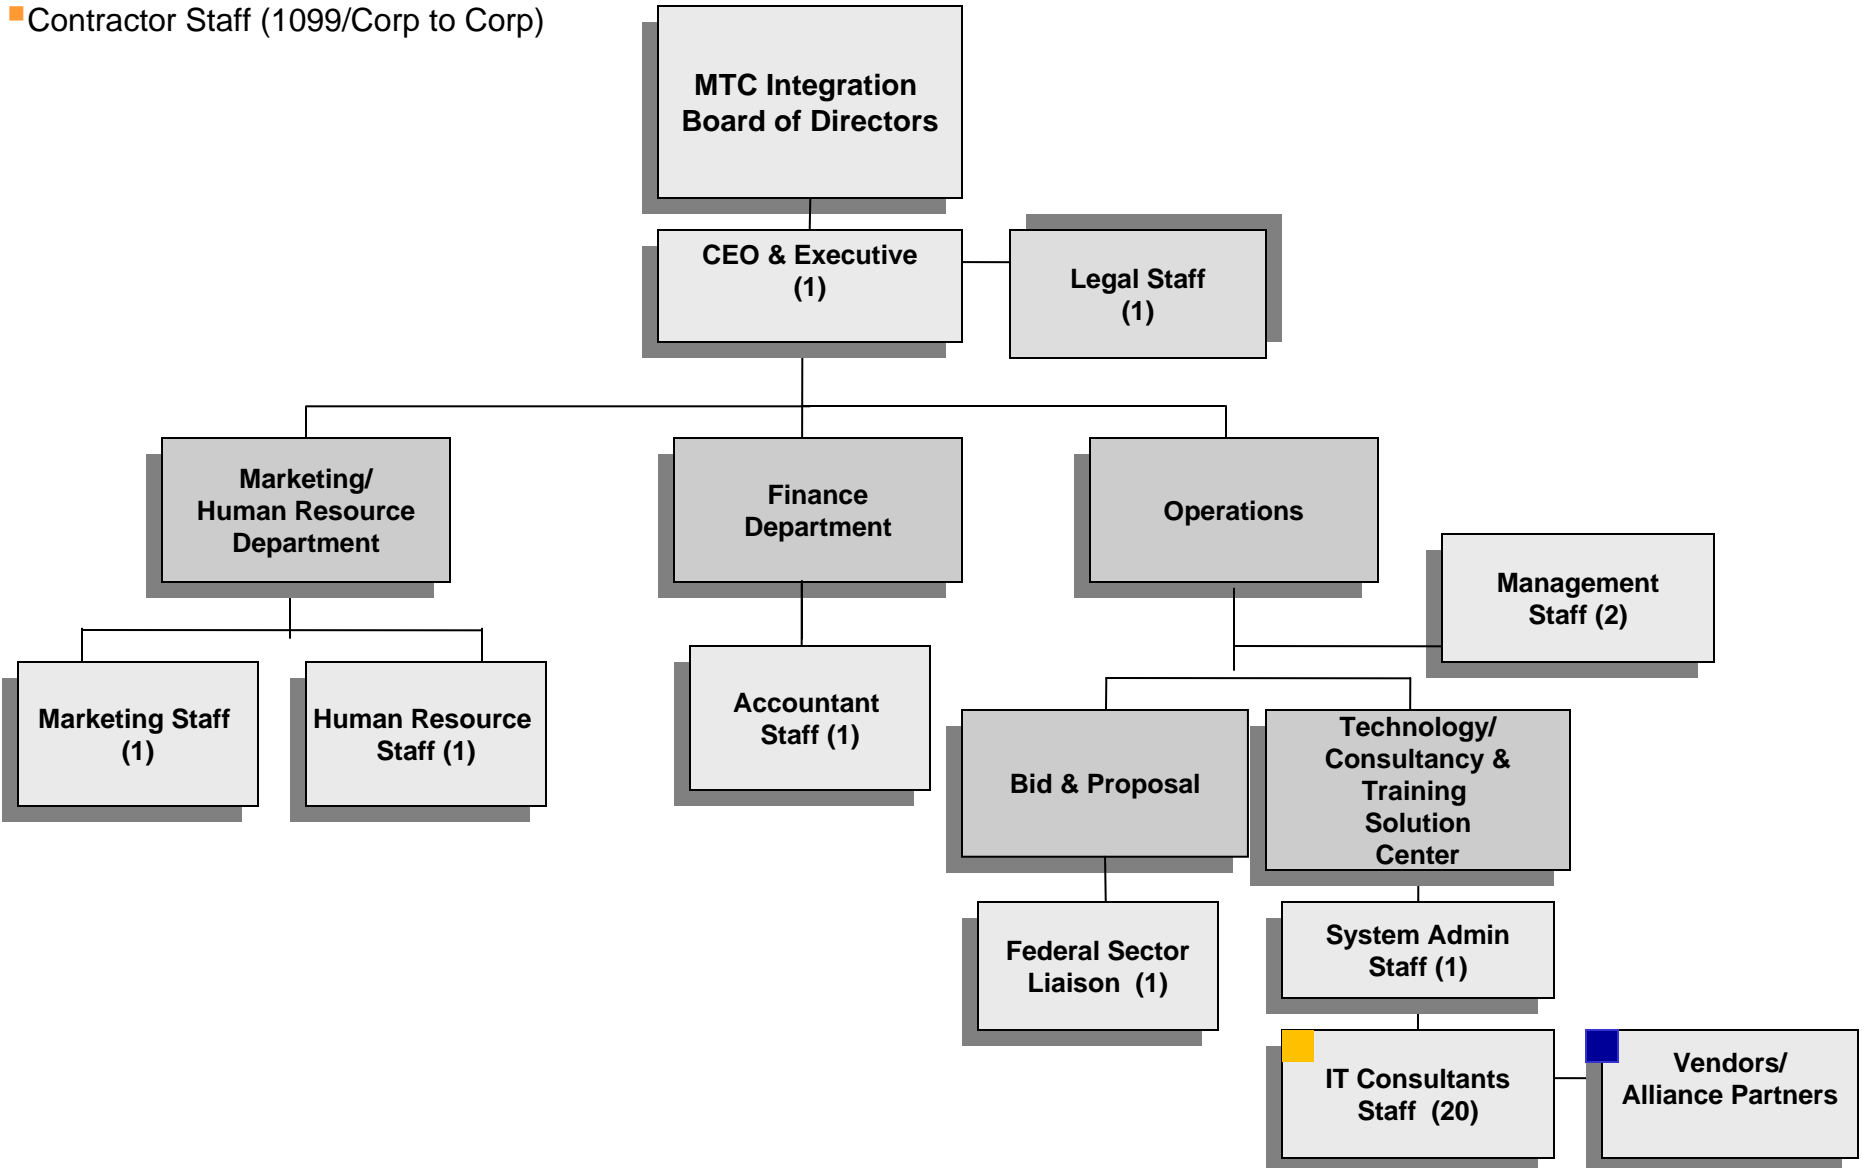 Contractor Staff (1099/Corp to Corp)
MTC Integration
Board of Directors
CEO & Executive
(1)
Legal Staff
(1)
Marketing/
Human Resource
Department
Finance
Department
Operations
Management
Staff (2)
Marketing Staff
(1)
Human Resource
Staff (1)
Accountant
Staff (1)
Bid & Proposal
Technology/
Consultancy &
Training
Solution
Center
Federal Sector
Liaison  (1)
System Admin
Staff (1)
IT Consultants
Staff  (20)
Vendors/
Alliance Partners